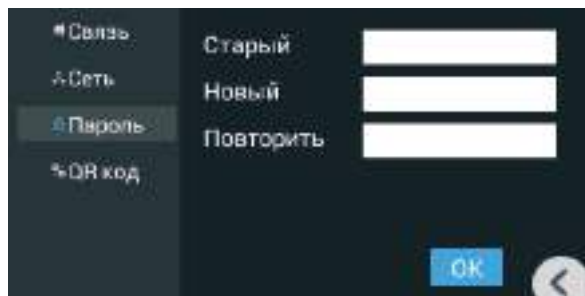 Связь
Сеть
Пароль
QR код
Старый
Новый
Повторить
OK